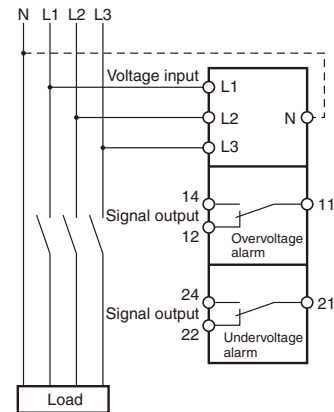 N L1 L2 L3
Voltage input
L1
L2
N
L3
14
11
Signal output
12
Overvoltage
alarm
24
21
Signal output
22
Undervoltage
alarm
Load